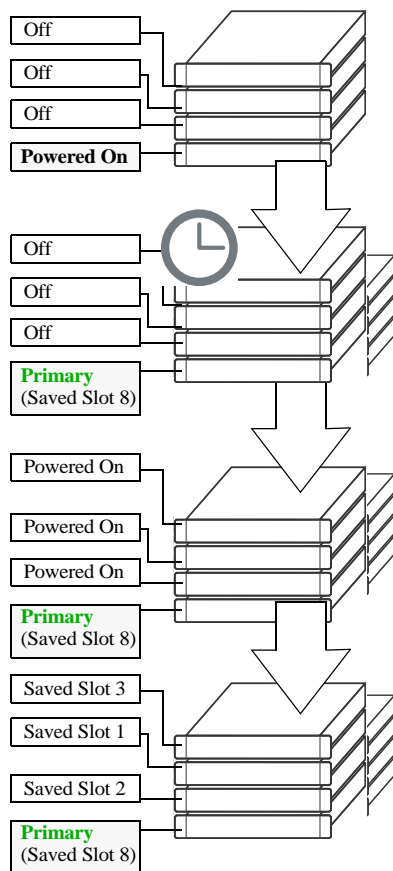 Off
Off
Off
Powered On
Off
Off
Off
Primary
(Saved Slot 8)
Powered On
Powered On
Powered On
Primary
(Saved Slot 8)
Saved Slot 3
Saved Slot 1
Saved Slot 2
Primary
(Saved Slot 8)